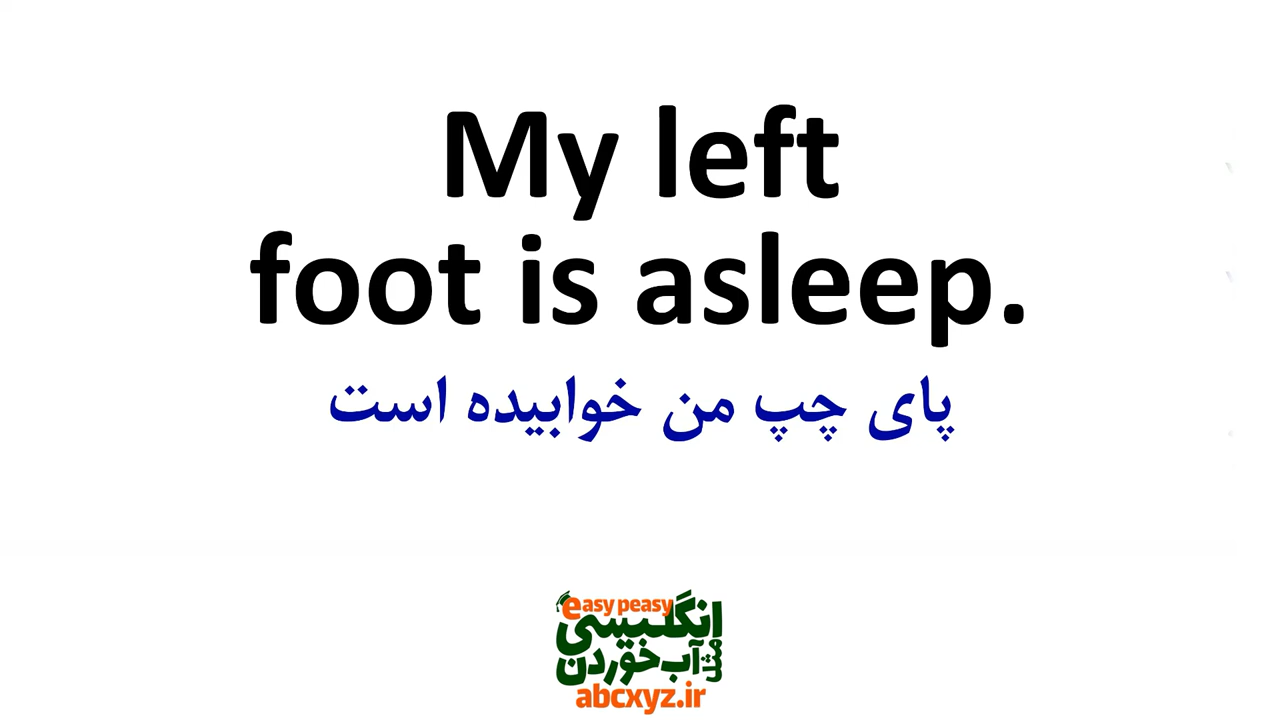 My left
foot is asleep.
پای چپ من خوابیده است
easy peasy
انگلیسی
مثل آب خوردن
abcxyz.ir